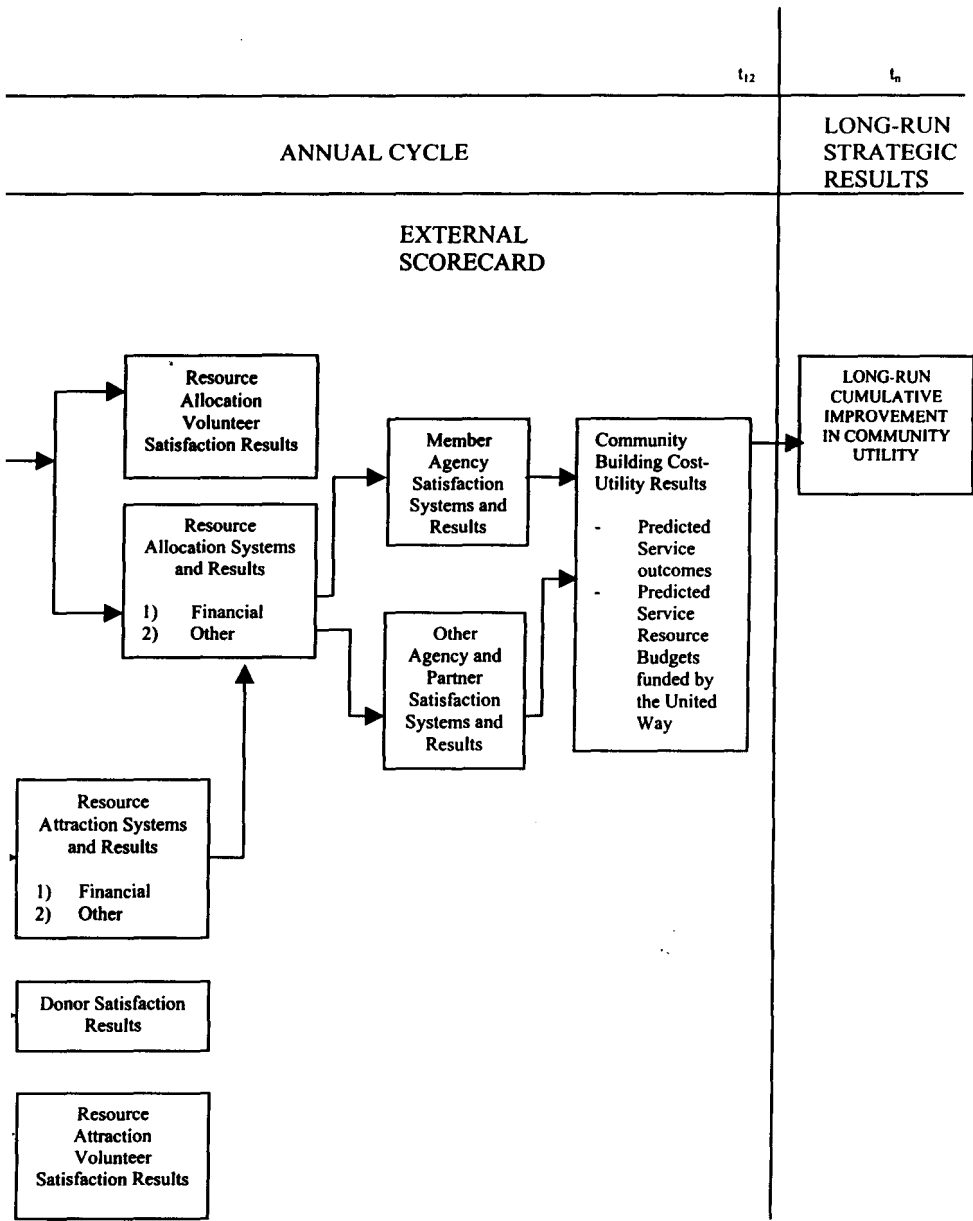 t12 tn
ANNUAL CYCLE
LONG-RUN
STRATEGIC
RESULTS
EXTERNAL
SCORECARD
Resource
Allocation
Volunteer
Satisfaction Results
Resource
Allocation Systems
and Results
1) Financial
2) Other
Member
Agency
Satisfaction
Systems and
Results
Other
Agency and
Partner
Satisfaction
Systems and
Results
Community
Building Cost-
Utility Results
- Predicted
Service
outcomes
- Predicted
Service
Resource
Budgets
funded by
the United
Way
LONG-RUN
CUMULATIVE
IMPROVEMENT
IN COMMUNITY
UTILITY
Resource
Attraction Systems
and Results
1) Financial
2) Other
Donor Satisfaction
Results
Resource
Attraction
Volunteer
Satisfaction Results